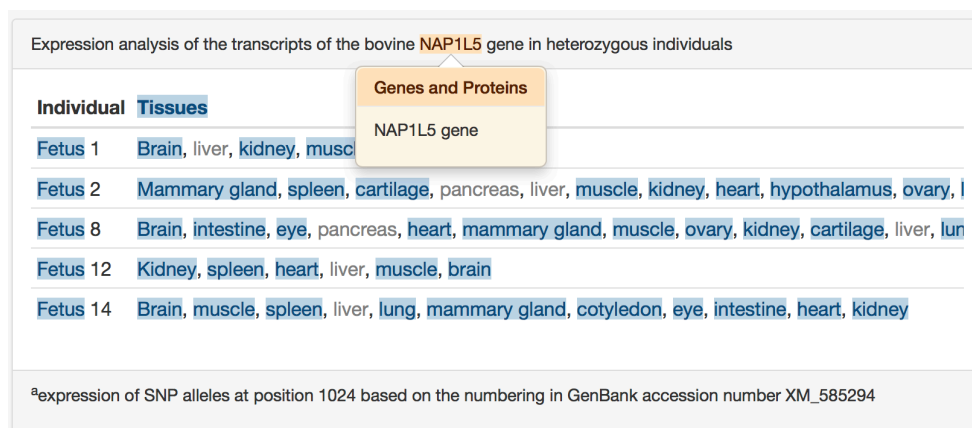 Expression analysis of the transcripts of the bovine NAP1L5 gene in heterozygous individuals
Genes and Proteins
NAP1L5 gene
Individual Tissues
Fetus 1 Brain, liver, kidney,
Fetus 2 Mammary gland, spleen, cartilage, pancreas, liver, muscle, kidney, heart, hypothalamus, ovary,
Fetus 8 Brain, intestine, eye, pancreas, heart, mammary gland, muscle, ovary, kidney, cartilage, liver,
Fetus 12 Kidney, spleen, heart, liver, muscle, brain
Fetus 14 Brain, muscle, spleen, liver, lung, mammary gland, cotyledon, eye, intestine, heart, kidney
aexpression of SNP alleles at position 1024 based on the numbering in GenBank accession number XM_585294